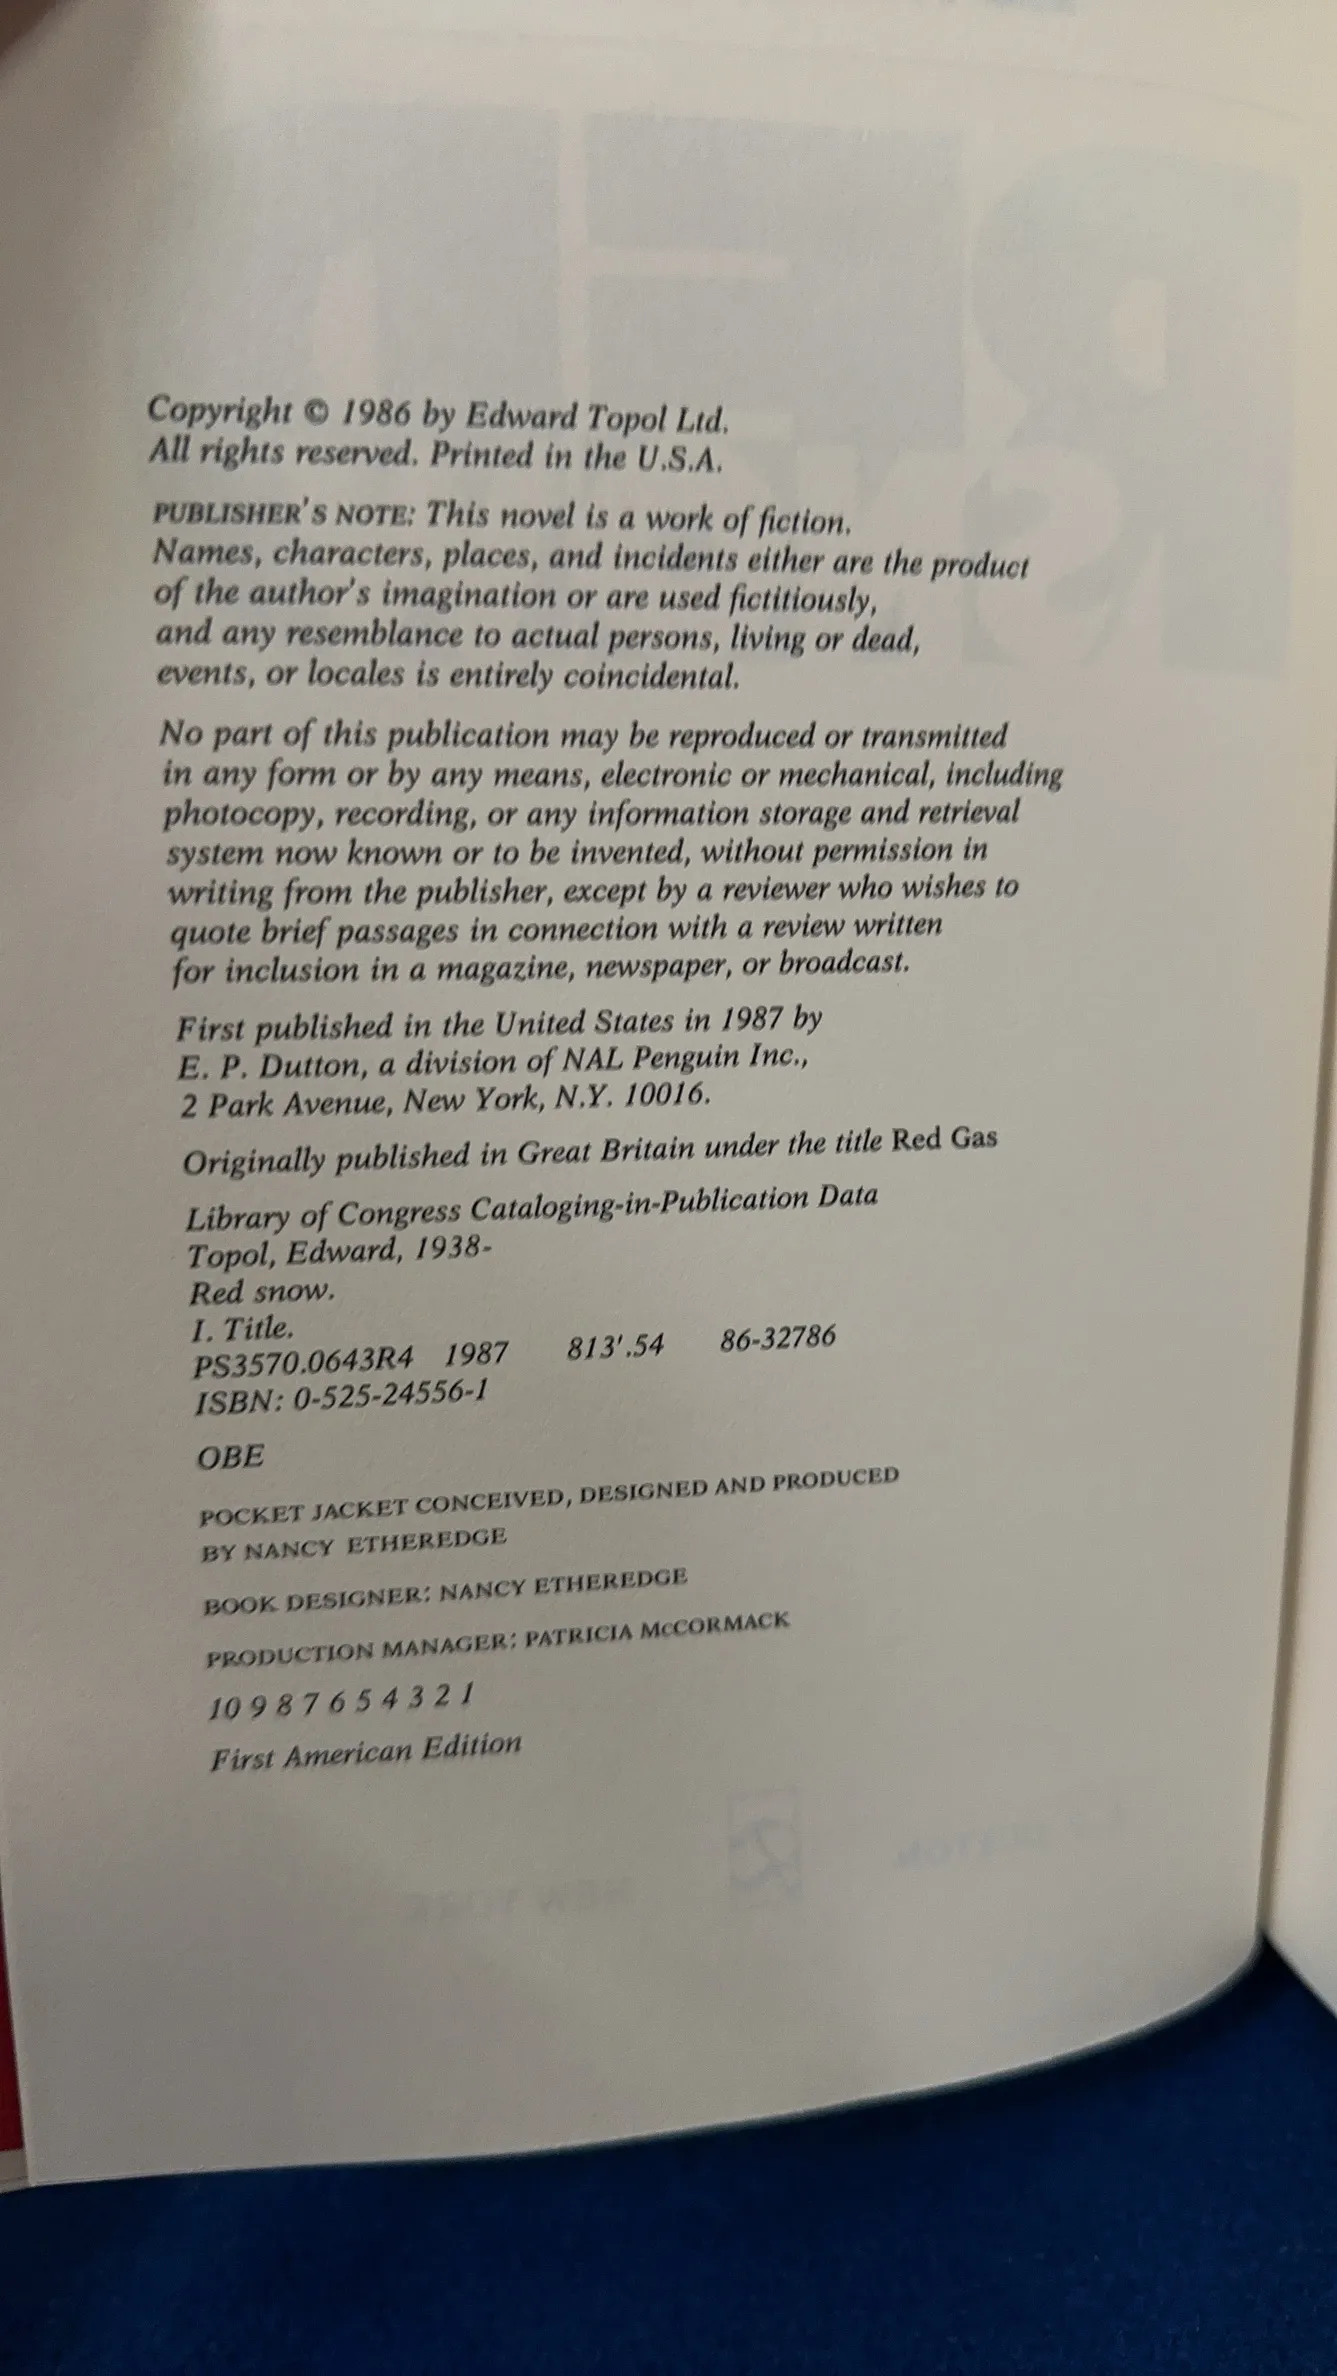 Copyright © 1986 by Edward Topol Ltd.
All rights reserved. Printed in the U.S.A.
PUBLISHER'S NOTE: This novel is a work of fiction.
Names, characters, places, and incidents either are the product
of the author's imagination or are used fictitiously,
and any resemblance to actual persons, living or dead,
events, or locales is entirely coincidental.
No part of this publication may be reproduced or transmitted
in any form or by any means, electronic or mechanical, including
photocopy, recording, or any information storage and retrieval
system now known or to be invented, without permission in
writing from the publisher, except by a reviewer who wishes to
quote brief passages in connection with a review written
for inclusion in a magazine, newspaper, or broadcast.
First published in the United States in 1987 by
E. P. Dutton, a division of NAL Penguin Inc.,
2 Park Avenue, New York, N.Y. 10016.
Originally published in Great Britain under the title Red Gas
Library of Congress Cataloging-in-Publication Data
Topol, Edward, 1938-
Red snow.
I. Title.
PS3570.0643R4 1987 813'.54 86-32786
ISBN: 0-525-24556-1
OBE
POCKET JACKET CONCEIVED, DESIGNED AND PRODUCED
BY NANCY ETHEREDGE
BOOK DESIGNER: NANCY ETHEREDGE
PRODUCTION MANAGER: PATRICIA McCORMACK
10 9 8 7 6 5 4 3 2 1
First American Edition